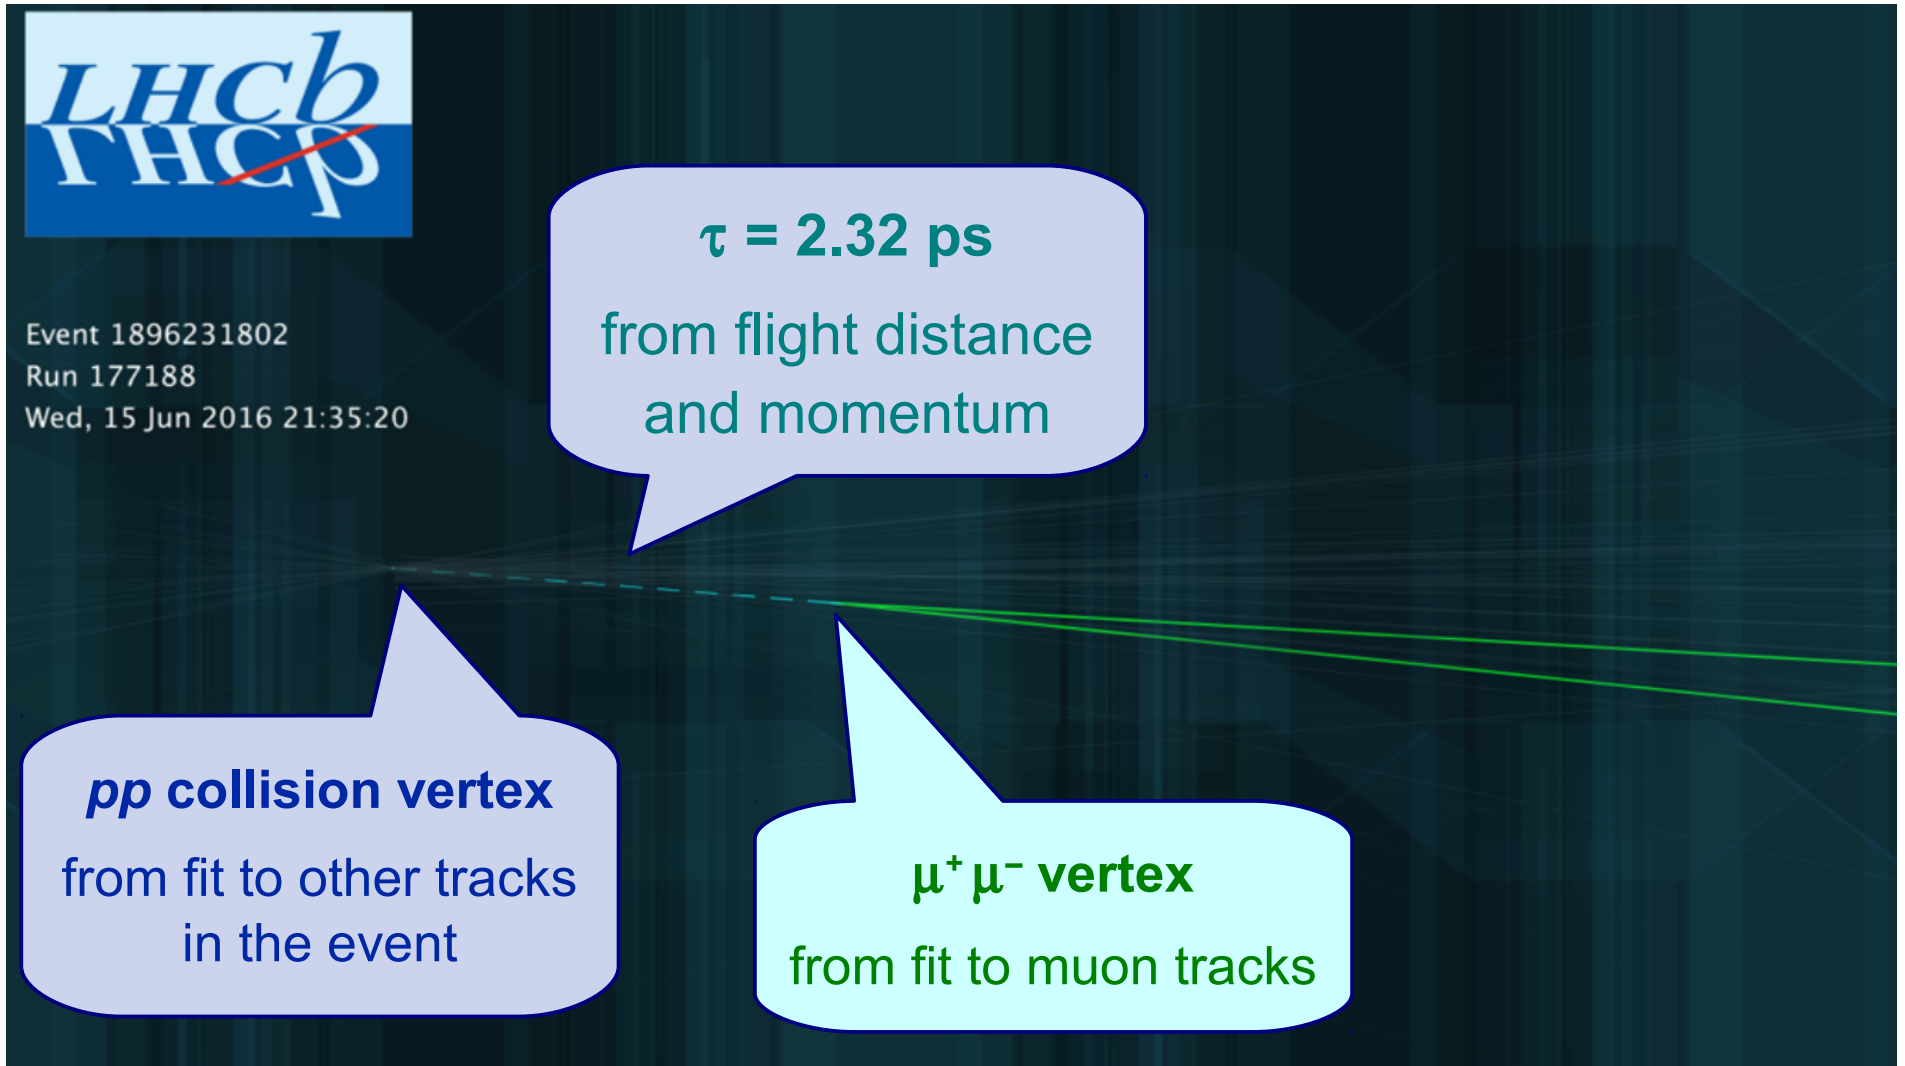 LHCb
LHCb
Event 1896231802
Run 177188
Wed, 15 Jun 2016 21:35:20
τ = 2.32 ps
from flight distance
and momentum
pp collision vertex
from fit to other tracks
in the event
μ⁺ μ⁻ vertex
from fit to muon tracks